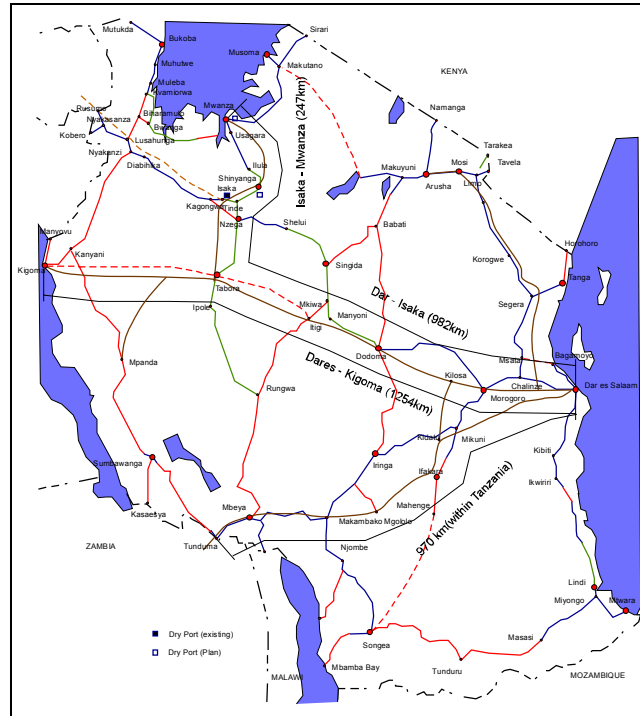 Mutukda
Bukoba
Musoma
Sirari
Muhutwe
Makutano
KENYA
Muleba
Kvamiorwa
Rusumo
Mwanza
Nyakasanza
Biharamulo
Bwanga
Namanga
Kobero
Lusahunga
Usagara
Isaka - Mwanza (247km)
Tarakea
Nyakanzi
Diabihika
Ilula
Makuyuni
Mosi
Tavela
Shinyanga
Arusha
Limo
Isaka
Kagongwe
Tinde
Nzega
Shelui
Babati
Manyovu
Kanyani
Horohoro
Korogwe
Kigoma
Singida
Tanga
Tabora
Segera
Dar - Isaka (982km)
Ipole
Mkiwa
Itigi
Manyoni
Dodoma
Msata
Bagamoyo
Mpanda
Dares - Kigoma (1254km)
Kilosa
Chalinze
Dar es Salaam
Rungwa
Morogoro
Kidatu
Mikuni
Kibiti
Sumbawanga
Iringa
Ifakara
Ikwiriri
Kasaesya
Mbeya
Mahenge
970 km(within Tanzania)
Makambako
Mgololo
ZAMBIA
Tunduma
Njombe
Lindi
Miyongo
Mtwara
Dry Port (existing)
Dry Port (Plan)
Songea
Masasi
Mbamba Bay
Tunduru
MALAWI
MOZAMBIQUE